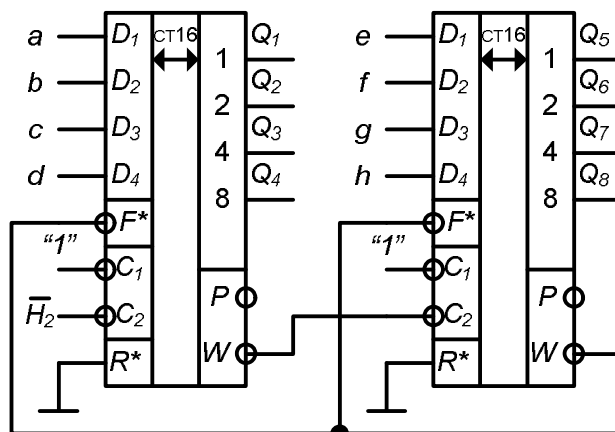 a D₁ CT16 1 Q₁ e D₁ CT16 1 Q₅
b D₂ 2 Q₂ f D₂ 2 Q₆
c D₃ 4 Q₃ g D₃ 4 Q₇
d D₄ 8 Q₄ h D₄ 8 Q₈
F* F*
“1” C₁ P “1” C₁ P
H̅₂ C₂ C₂
R* W R* W